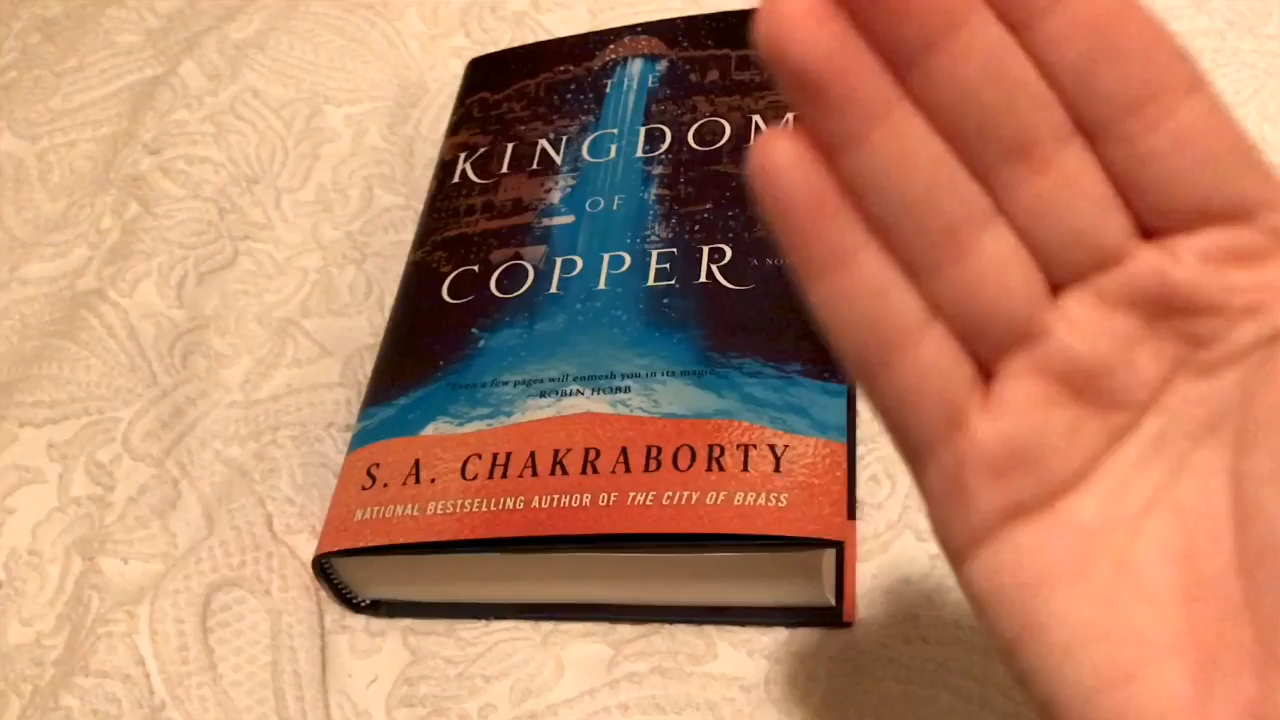 THE
KINGDOM
OF
COPPER
A NO
"Even a few pages will enmesh you in its magic."
—ROBIN HOBB
S. A. CHAKRABORTY
NATIONAL BESTSELLING AUTHOR OF THE CITY OF BRASS